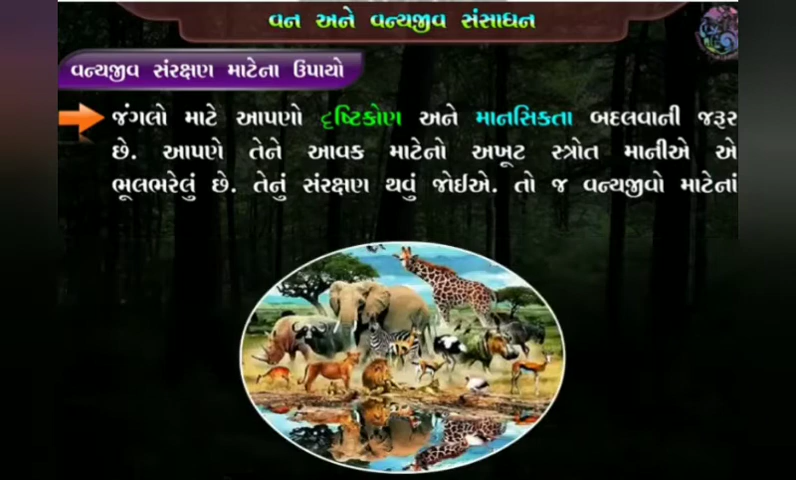 વન અને વન્યજીવ સંસાધન
વન્યજીવ સંરક્ષણ માટેના ઉપાયો
જંગલો માટે આપણો દૃષ્ટિકોણ અને માનસિકતા બદલવાની જરૂર
છે. આપણે તેને આવક માટેનો અખૂટ સ્ત્રોત માનીએ એ
ભૂલભરેલું છે. તેનું સંરક્ષણ થવું જોઈએ. તો જ વન્યજીવો માટેનાં